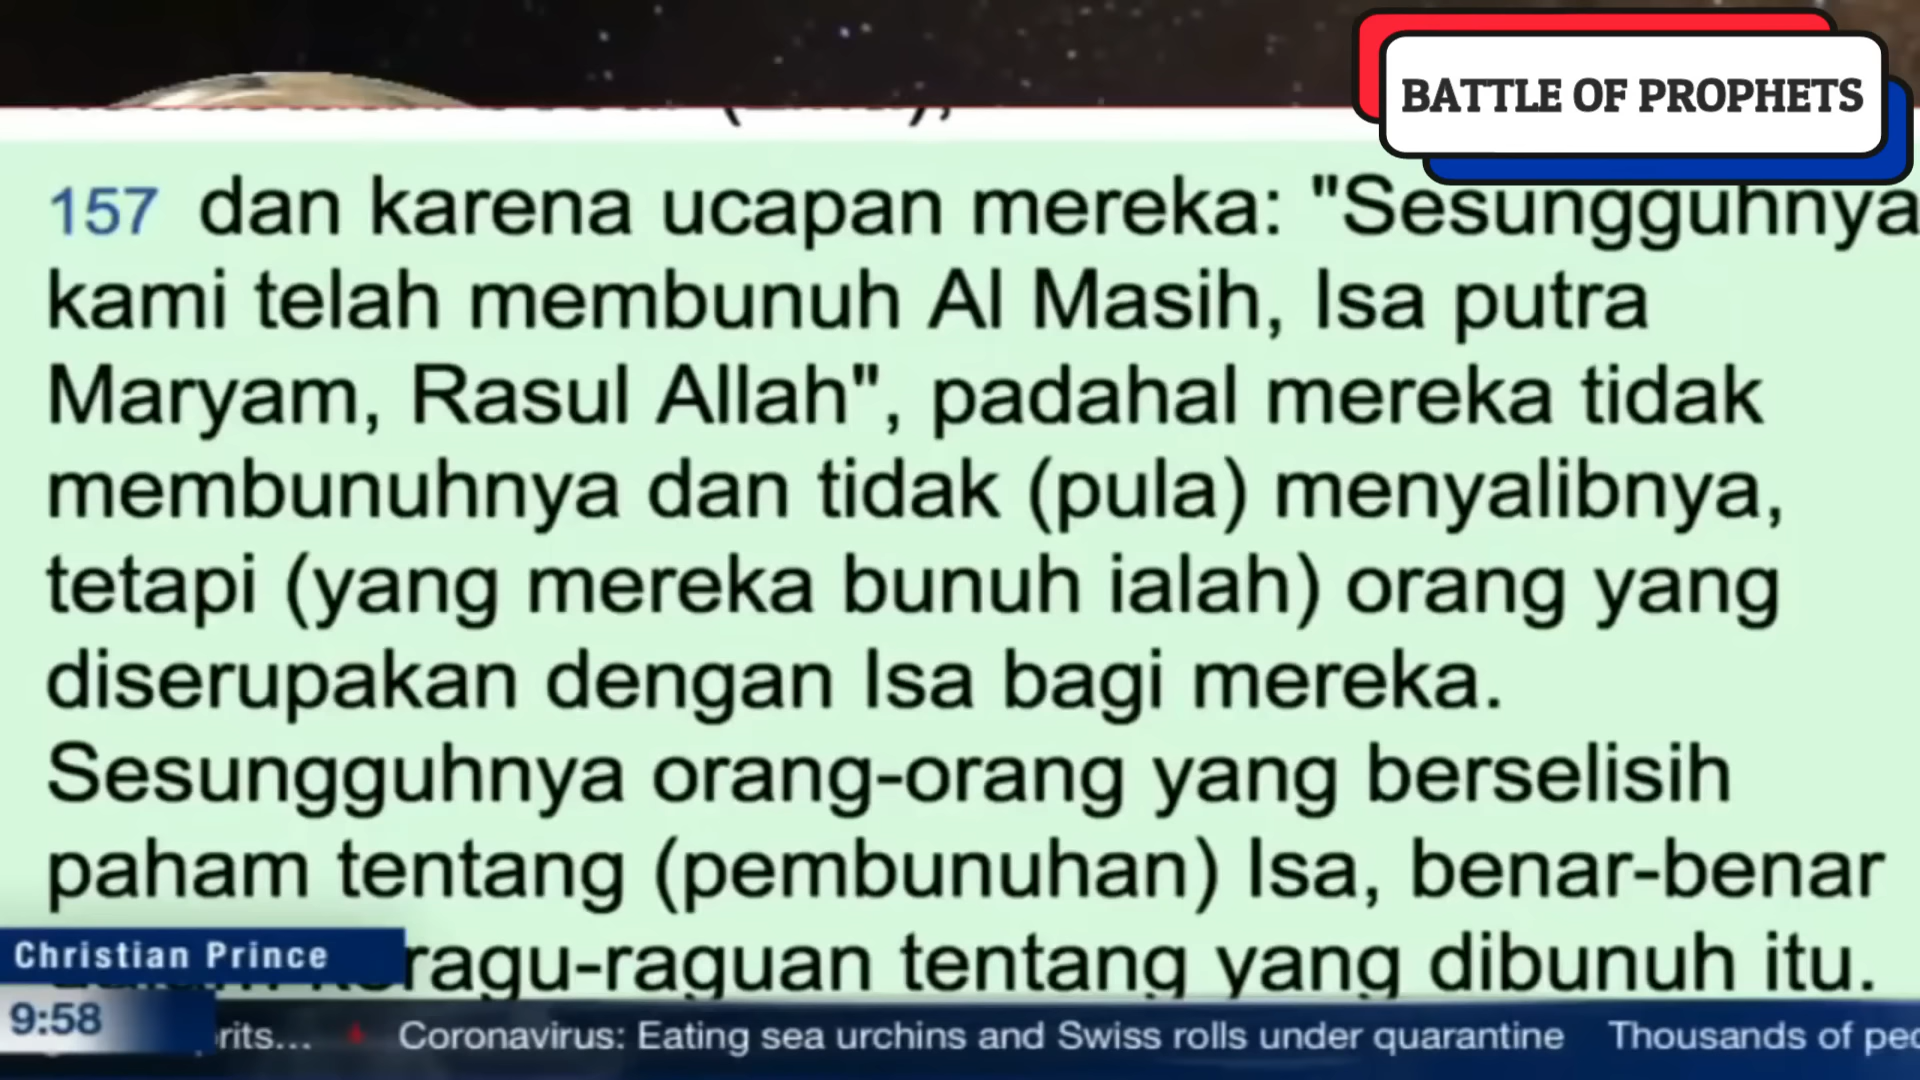 BATTLE OF PROPHETS
157 dan karena ucapan mereka: "Sesungguhnya
kami telah membunuh Al Masih, Isa putra
Maryam, Rasul Allah", padahal mereka tidak
membunuhnya dan tidak (pula) menyalibnya,
tetapi (yang mereka bunuh ialah) orang yang
diserupakan dengan Isa bagi mereka.
Sesungguhnya orang-orang yang berselisih
paham tentang (pembunuhan) Isa, benar-benar
ragu-raguan tentang yang dibunuh itu.
Christian Prince
9:58
rits... Coronavirus: Eating sea urchins and Swiss rolls under quarantine Thousands of